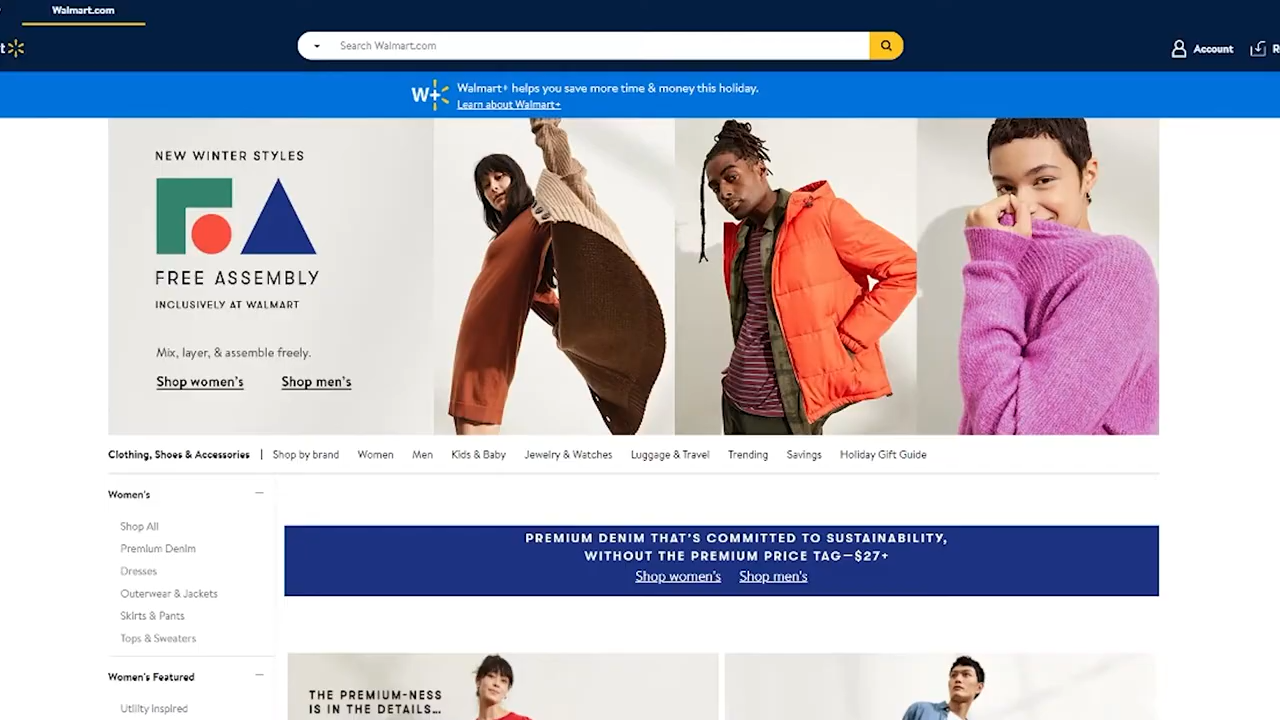 Walmart.com
Search Walmart.com
Account
Walmart+ helps you save more time & money this holiday.
Learn about Walmart+
NEW WINTER STYLES
FREE ASSEMBLY
INCLUSIVELY AT WALMART
Mix, layer, & assemble freely.
Shop women's Shop men's
Clothing, Shoes & Accessories | Shop by brand Women Men Kids & Baby Jewelry & Watches Luggage & Travel Trending Savings Holiday Gift Guide
Women's
Shop All
Premium Denim
Dresses
Outerwear & Jackets
Skirts & Pants
Tops & Sweaters
Women's Featured
Utility Inspired
PREMIUM DENIM THAT'S COMMITTED TO SUSTAINABILITY,
WITHOUT THE PREMIUM PRICE TAG—$27+
Shop women's Shop men's
THE PREMIUM-NESS
IS IN THE DETAILS...